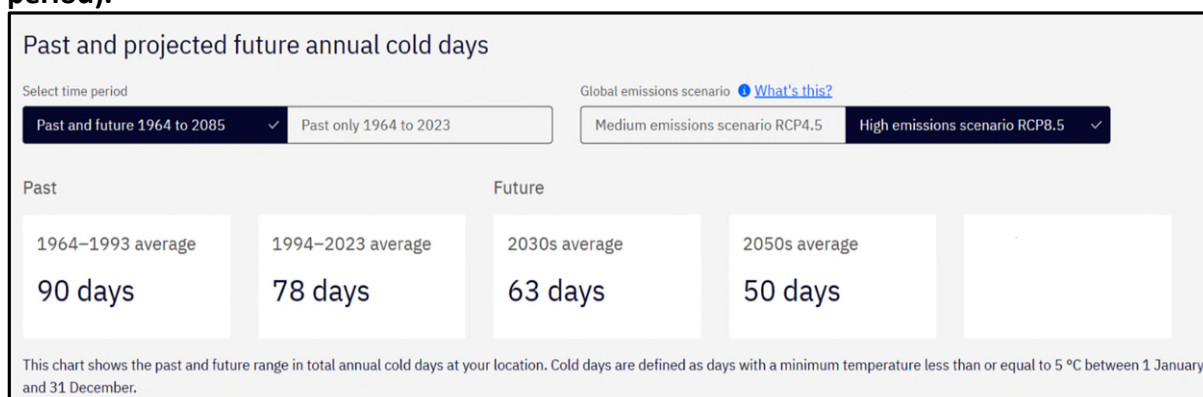 period).
Past and projected future annual cold days
Select time period
Global emissions scenario What's this?
Past and future 1964 to 2085
Past only 1964 to 2023
Medium emissions scenario RCP4.5
High emissions scenario RCP8.5
Past
Future
1964–1993 average
1994–2023 average
2030s average
2050s average
90 days
78 days
63 days
50 days
This chart shows the past and future range in total annual cold days at your location. Cold days are defined as days with a minimum temperature less than or equal to 5 °C between 1 January
and 31 December.